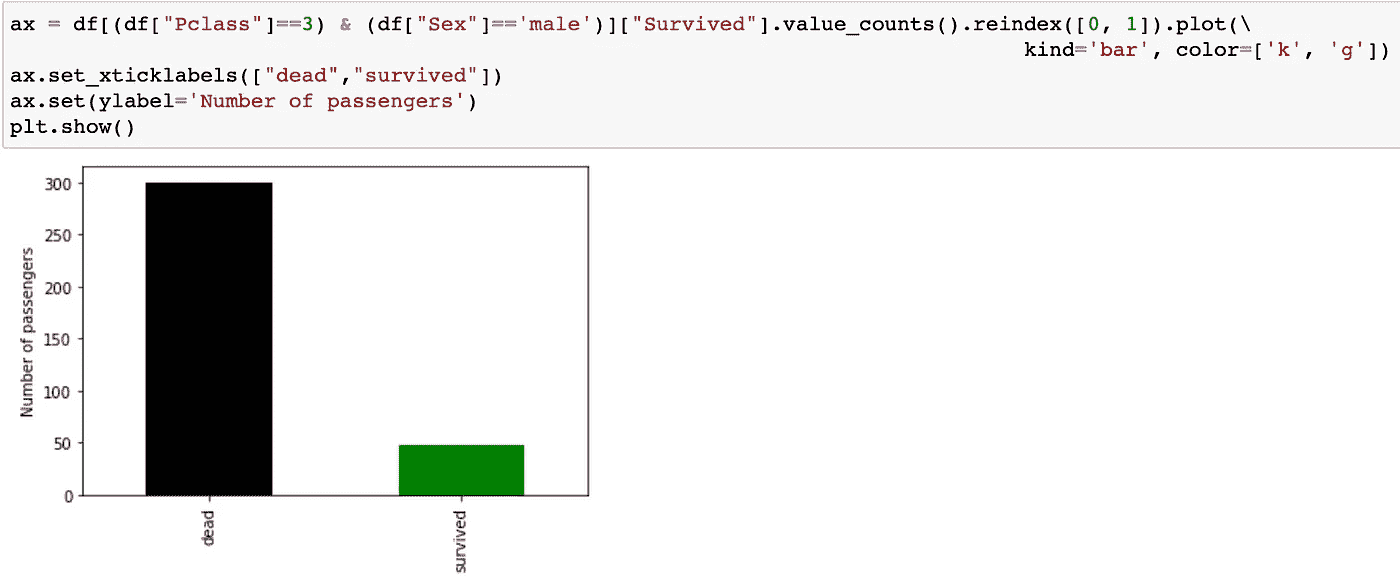 ax = df[(df["Pclass"]==3) & (df["Sex"]=='male')]["Survived"].value_counts().reindex([0, 1]).plot(\
kind='bar', color=['k', 'g'])
ax.set_xticklabels(["dead","survived"])
ax.set(ylabel='Number of passengers')
plt.show()
Number of passengers
300
250
200
150
100
50
0
dead
survived